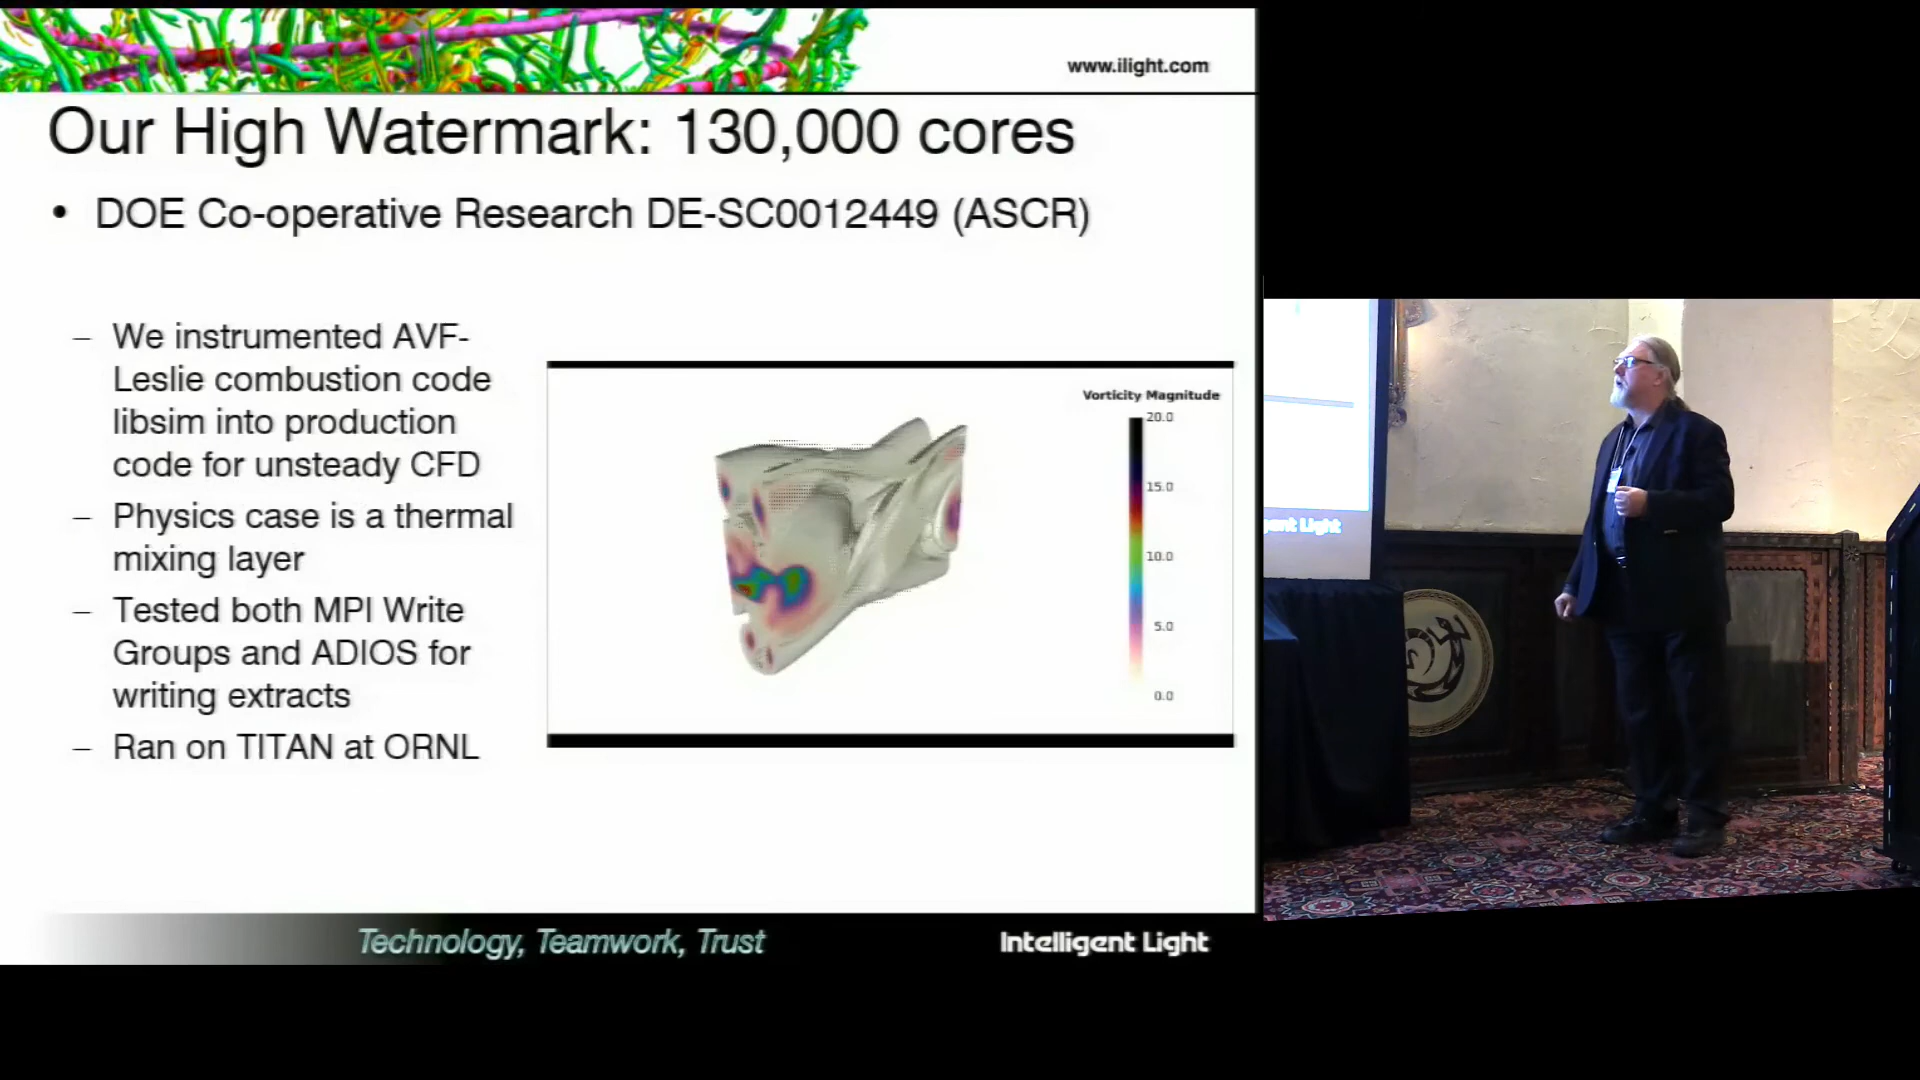 www.ilight.com
Our High Watermark: 130,000 cores
• DOE Co-operative Research DE-SC0012449 (ASCR)
– We instrumented AVF-
Leslie combustion code
libsim into production
code for unsteady CFD
– Physics case is a thermal
mixing layer
– Tested both MPI Write
Groups and ADIOS for
writing extracts
– Ran on TITAN at ORNL
Vorticity Magnitude
20.0
15.0
10.0
5.0
0.0
Technology, Teamwork, Trust
Intelligent Light
gent Light